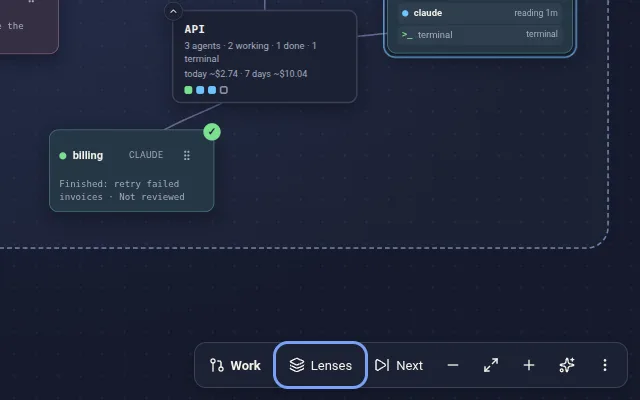 e the
API
3 agents · 2 working · 1 done · 1
terminal
today ~$2.74 · 7 days ~$10.04
claude reading 1m
>_ terminal terminal
billing CLAUDE
Finished: retry failed
invoices · Not reviewed
Work Lenses Next